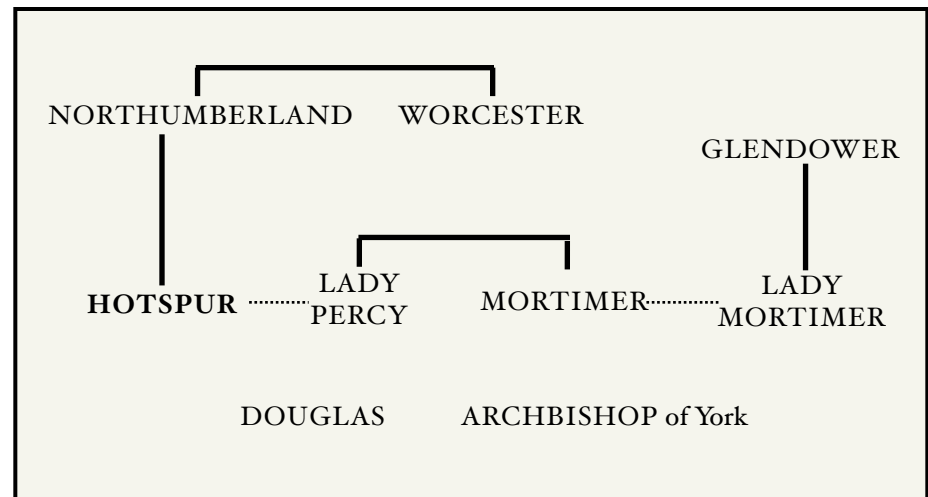 NORTHUMBERLAND WORCESTER
GLENDOWER
HOTSPUR
LADY
PERCY
MORTIMER
LADY
MORTIMER
DOUGLAS ARCHBISHOP of York